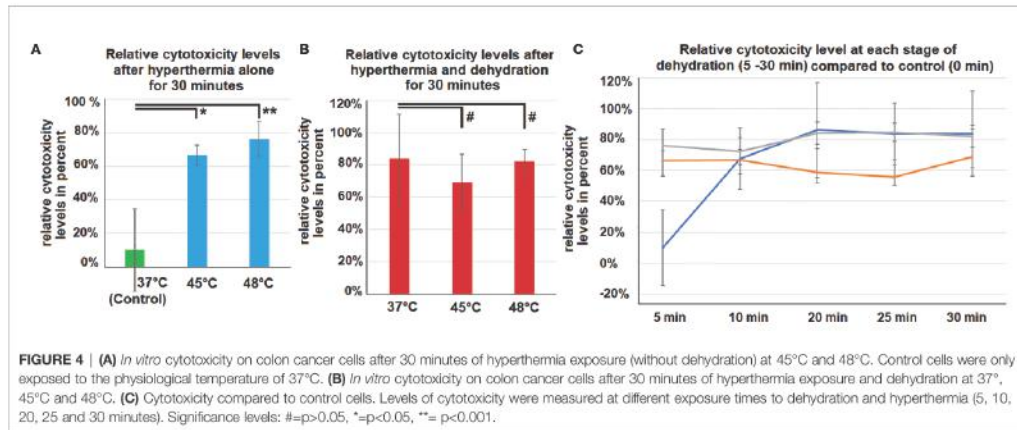 A
Relative cytotoxicity levels
after hyperthermia alone
for 30 minutes
relative cytotoxicity
levels in percent
100 %
80%
60%
40%
20%
0%
*
**
37°C
(Control)
45°C
48°C
B
Relative cytotoxicity levels after
hyperthermia and dehydration
for 30 minutes
relative cytotoxicity
levels in percent
120%
100%
80%
60%
40%
20%
0%
#
#
37°C
45°C
48°C
C
Relative cytotoxicity level at each stage of
dehydration (5 -30 min) compared to control (0 min)
relative cytotoxicity
levels in percent
120%
100%
80%
60%
40%
20%
0%
-20%
5 min
10 min
20 min
25 min
30 min
FIGURE 4 | (A) In vitro cytotoxicity on colon cancer cells after 30 minutes of hyperthermia exposure (without dehydration) at 45°C and 48°C. Control cells were only
exposed to the physiological temperature of 37°C. (B) In vitro cytotoxicity on colon cancer cells after 30 minutes of hyperthermia exposure and dehydration at 37°,
45°C and 48°C. (C) Cytotoxicity compared to control cells. Levels of cytotoxicity were measured at different exposure times to dehydration and hyperthermia (5, 10,
20, 25 and 30 minutes). Significance levels: #=p>0.05, *=p<0.05, **= p<0.001.